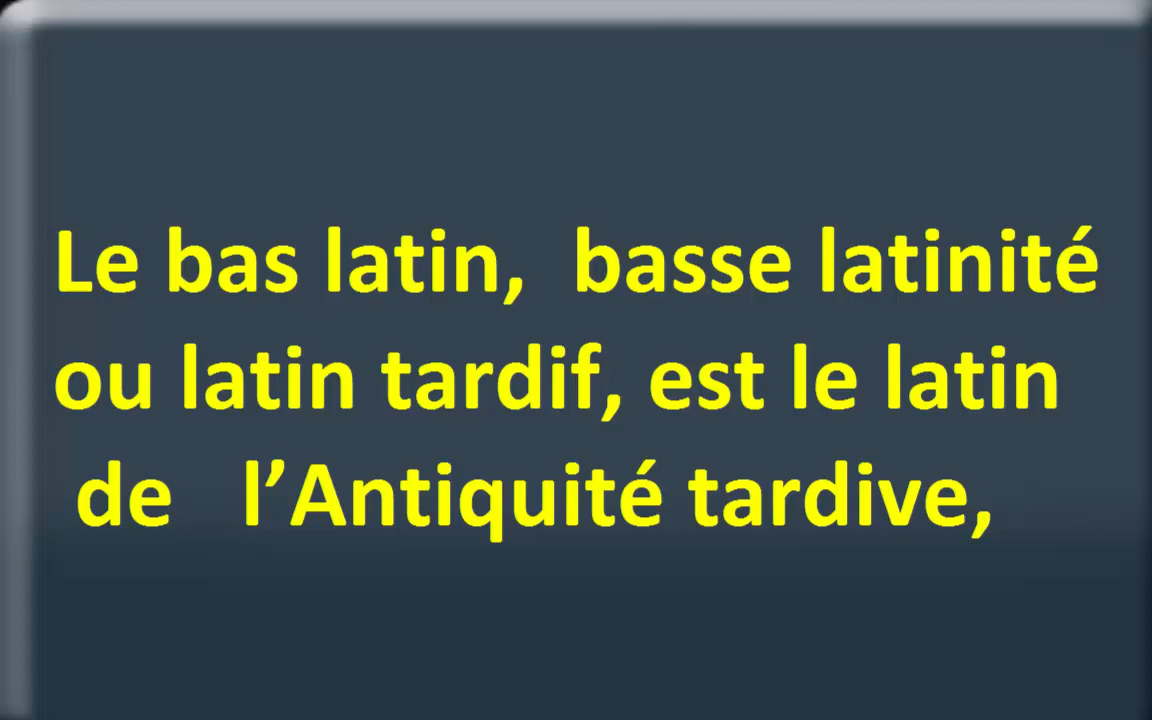 Le bas latin, basse latinité
ou latin tardif, est le latin
de l’Antiquité tardive,